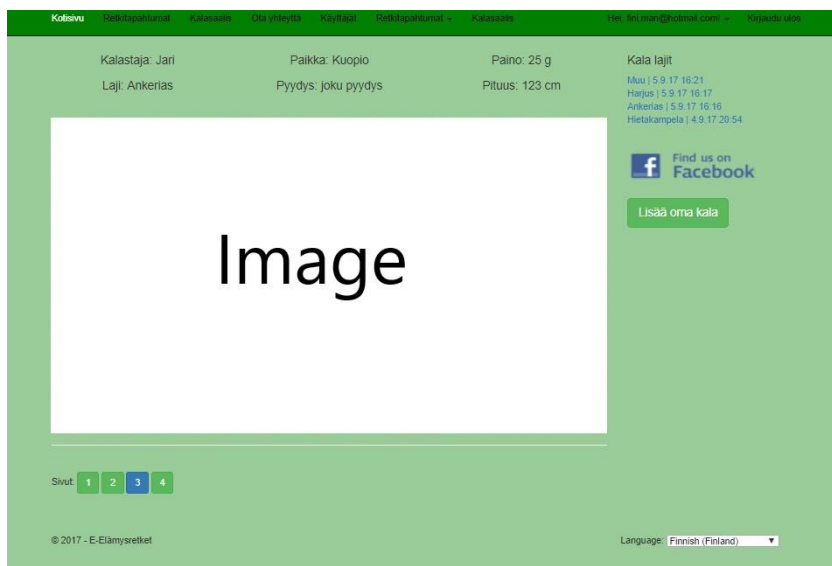 Kotisivu Retkitapahtumat Kalasaalis Ota yhteyttä Käyttäjät Retkitapahtumat Kalasaalis Hei, fini.man@hotmail.com! Kirjaudu ulos
Kalastaja: Jari Paikka: Kuopio Paino: 25 g
Laji: Ankerias Pyydys: joku pyydys Pituus: 123 cm
Kala lajit
Muu | 5.9.17 16:21
Harjus | 5.9.17 16:17
Ankerias | 5.9.17 16:16
Hietakampela | 4.9.17 20:54
Find us on
Facebook
Lisää oma kala
Image
Sivut: 1 2 3 4
© 2017 - E-Elämysretket Language: Finnish (Finland)